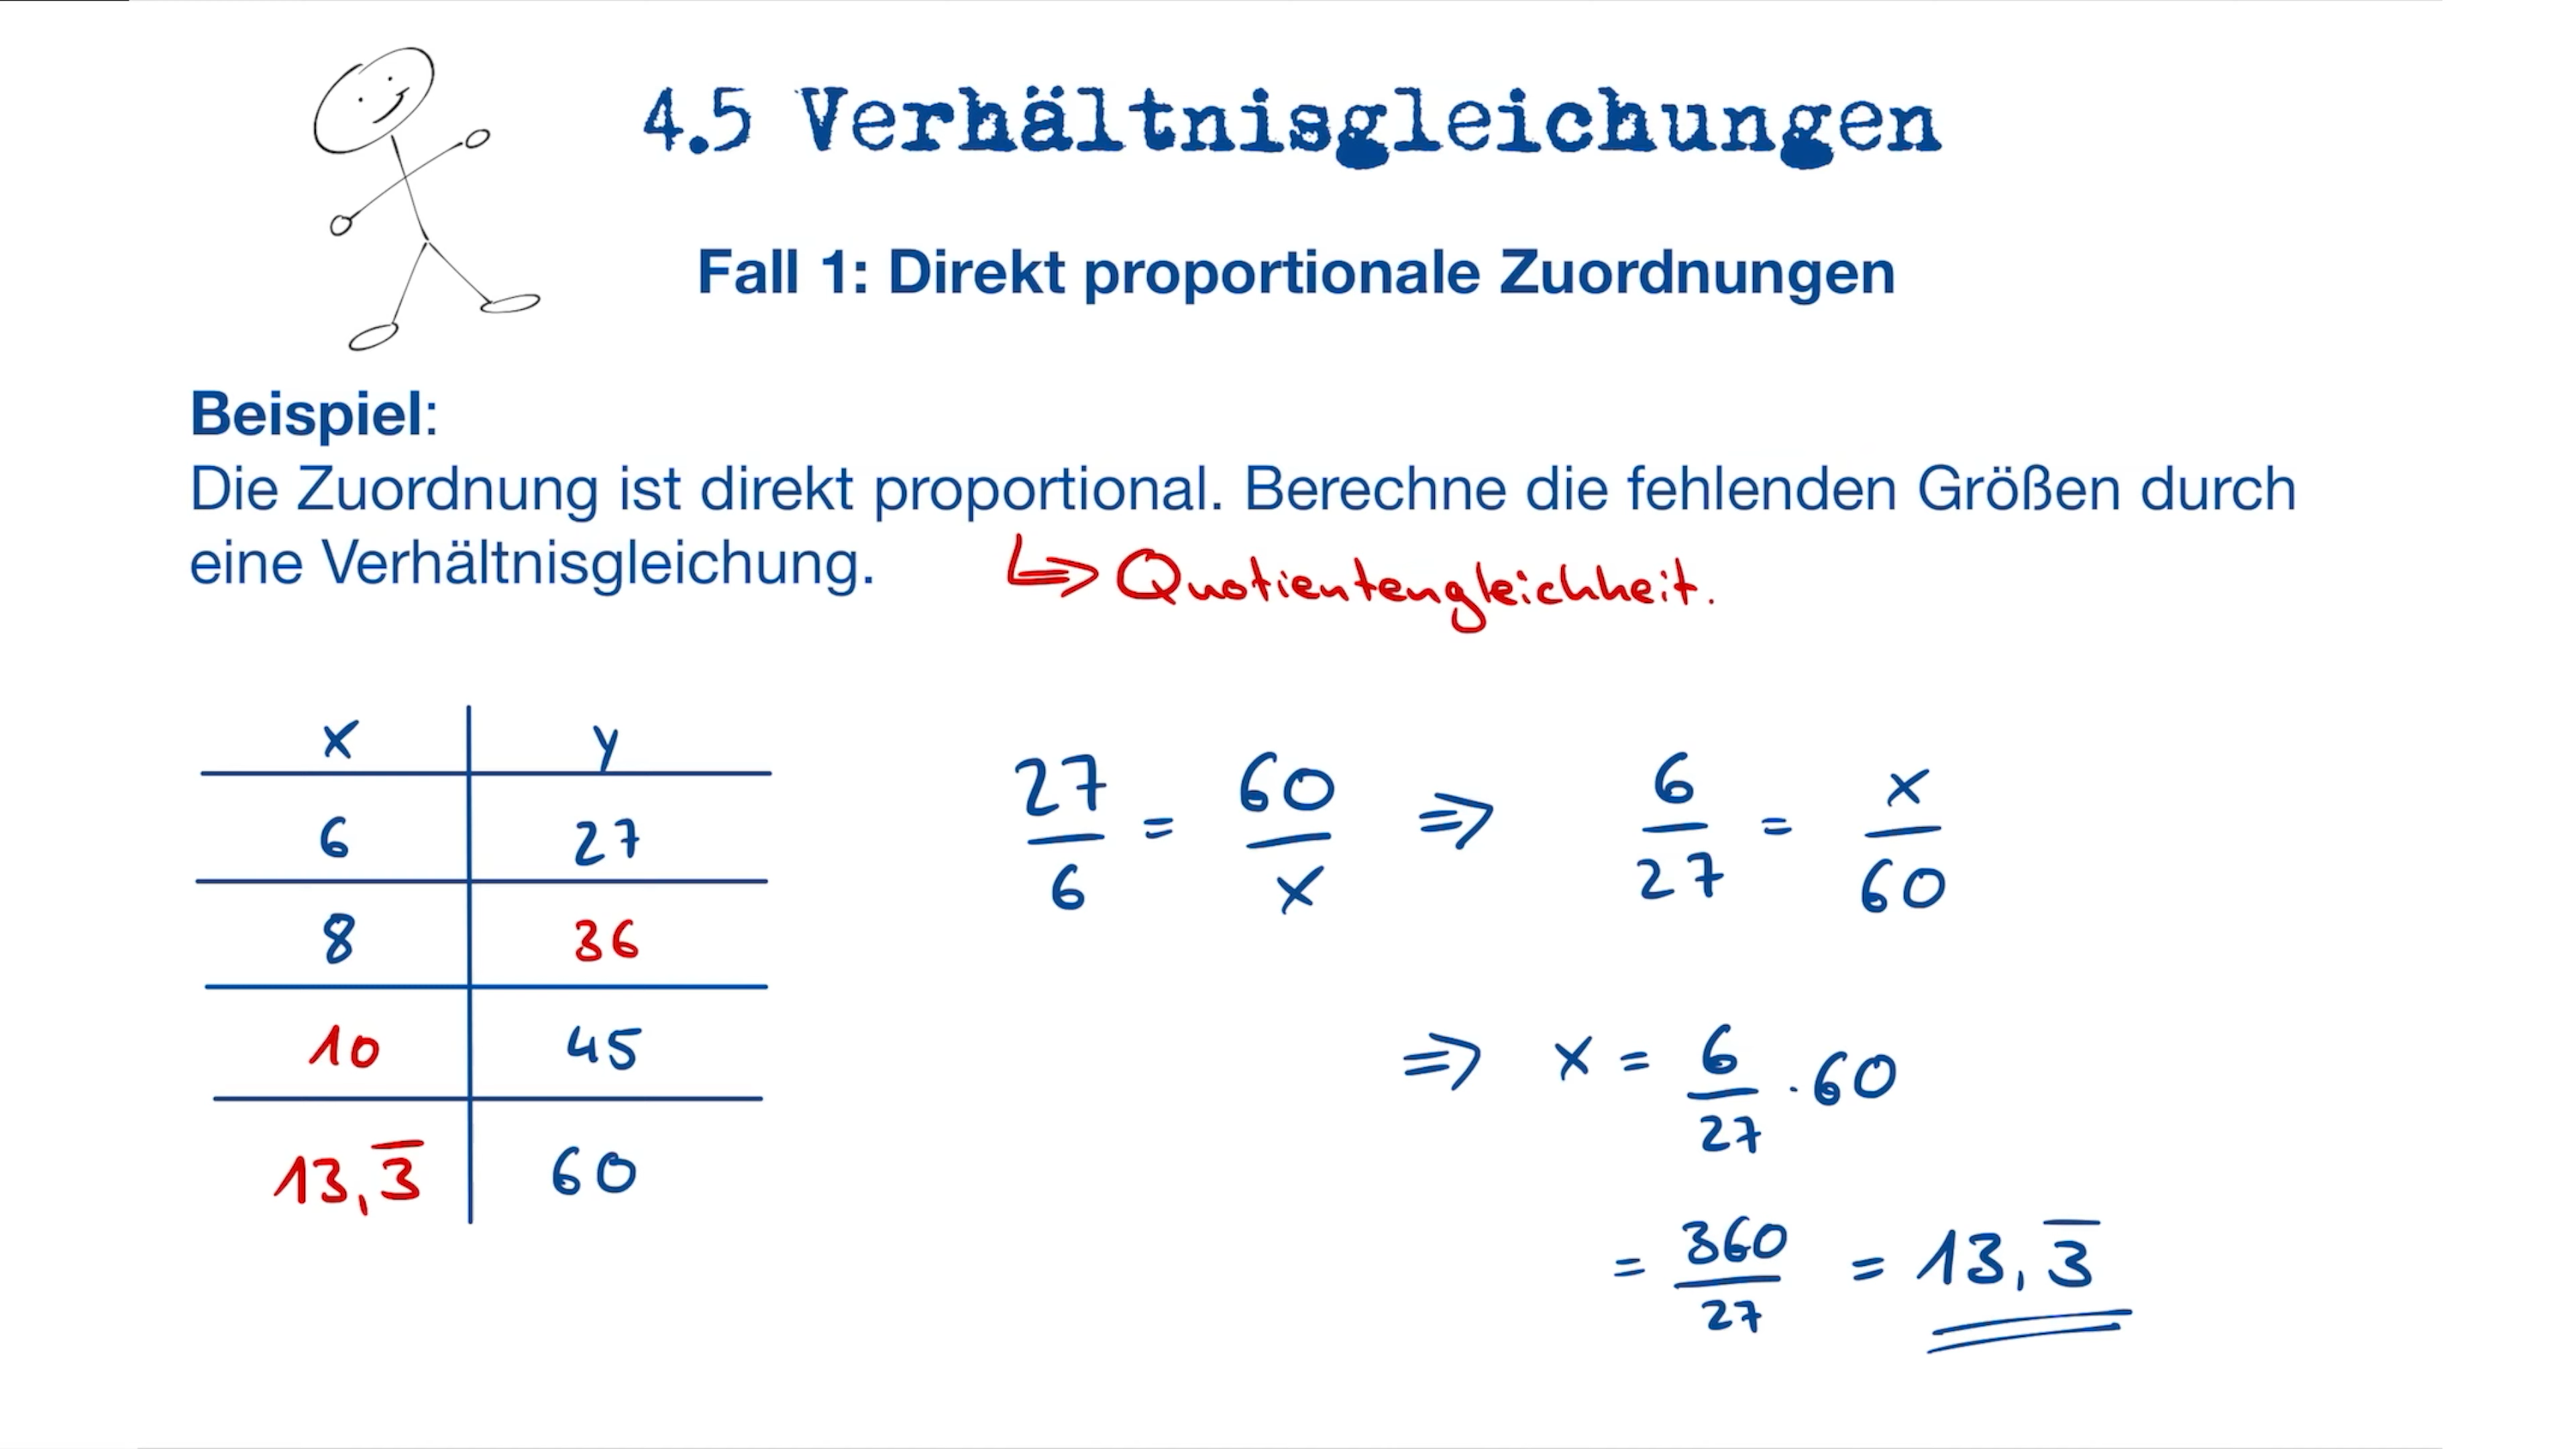 4.5 Verhältnisgleichungen
Fall 1: Direkt proportionale Zuordnungen
Beispiel:
Die Zuordnung ist direkt proportional. Berechne die fehlenden Größen durch
eine Verhältnisgleichung.
↳> Quotientengleichheit.
x y
6 27
8 36
10 45
13,3̅ 60
27/6 = 60/x ⇒ 6/27 = x/60
⇒ x = 6/27 · 60
= 360/27 = 13,3̅